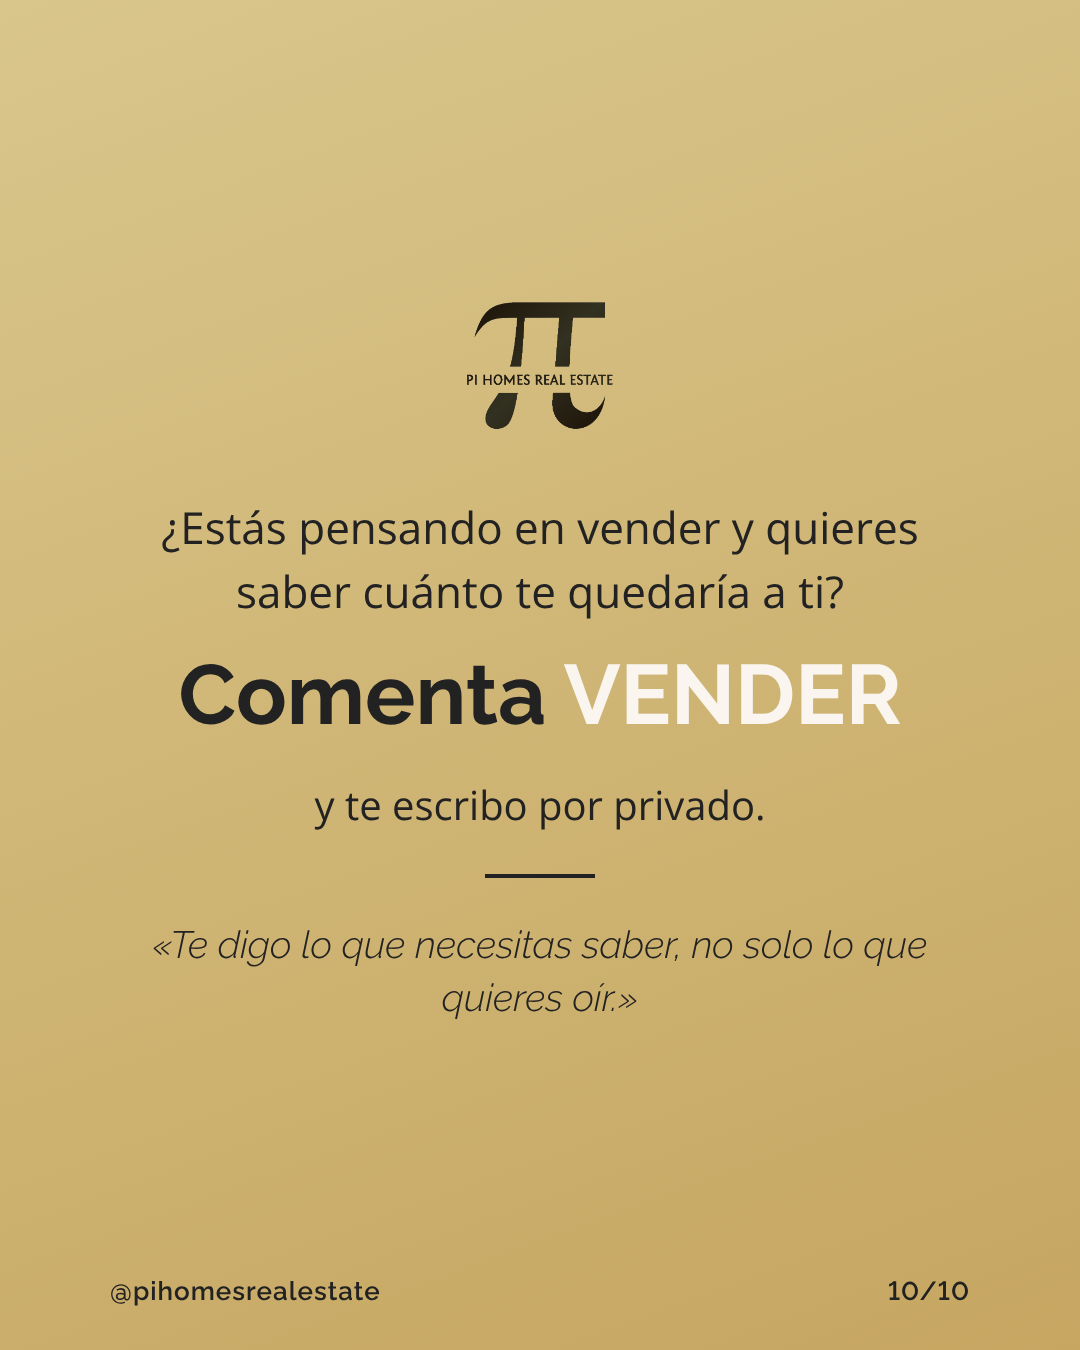 PI HOMES REAL ESTATE
¿Estás pensando en vender y quieres
saber cuánto te quedaría a ti?
Comenta VENDER
y te escribo por privado.
«Te digo lo que necesitas saber, no solo lo que
quieres oír.»
@pihomesrealestate
10/10